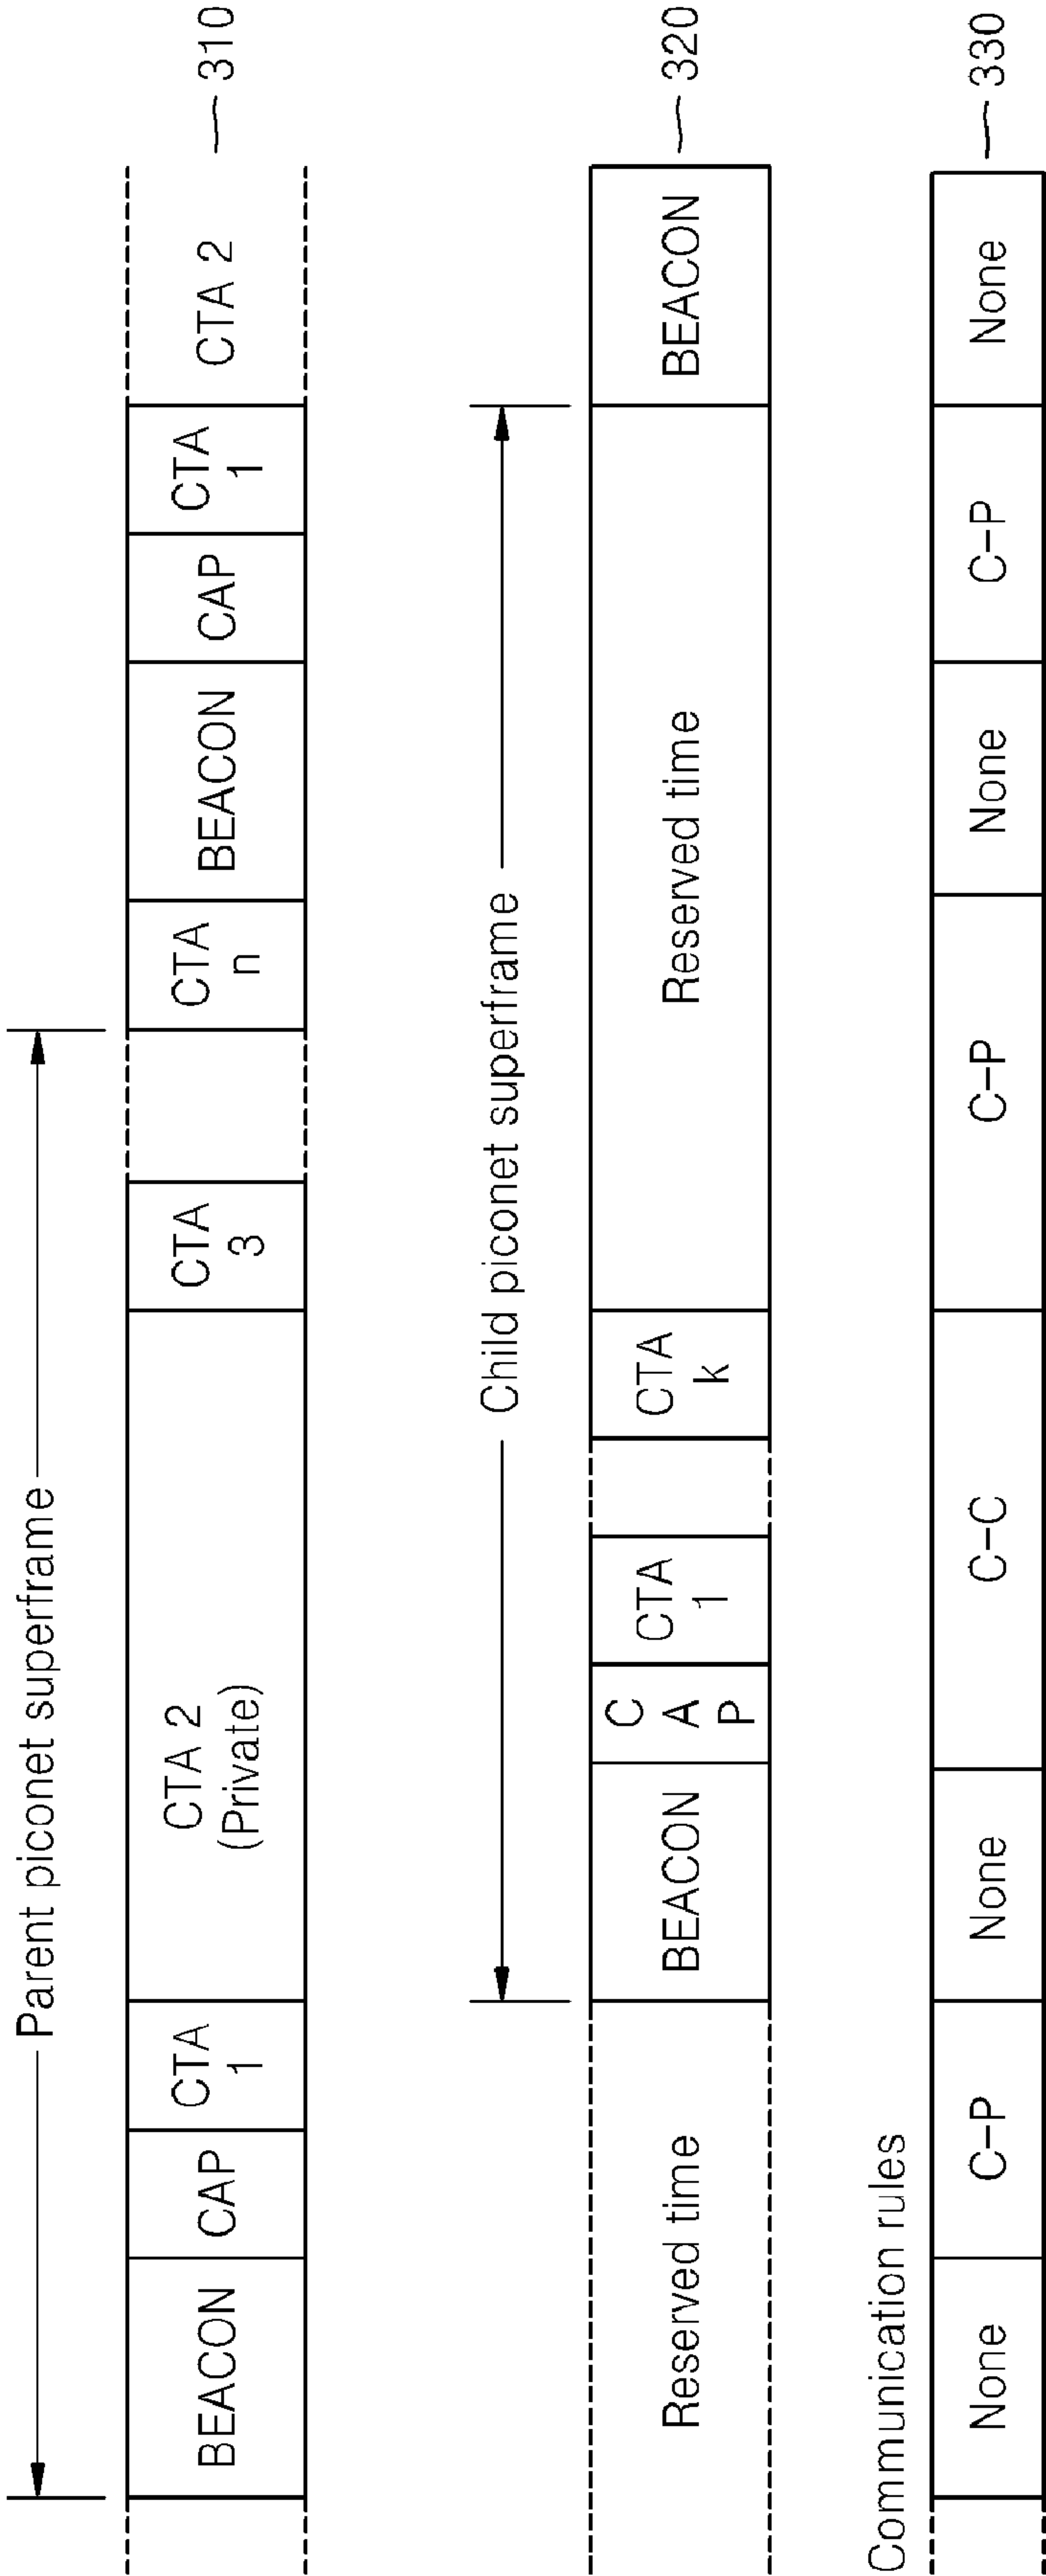 Parent piconet superframe
BEACON
CAP
CTA
1
CTA 2
(Private)
CTA
3
CTA
n
BEACON
CAP
CTA
1
CTA 2
310
Child piconet superframe
Reserved time
BEACON
C
A
P
CTA
1
CTA
k
Reserved time
BEACON
320
Communication rules
None
C-P
None
C-C
C-P
None
C-P
None
330